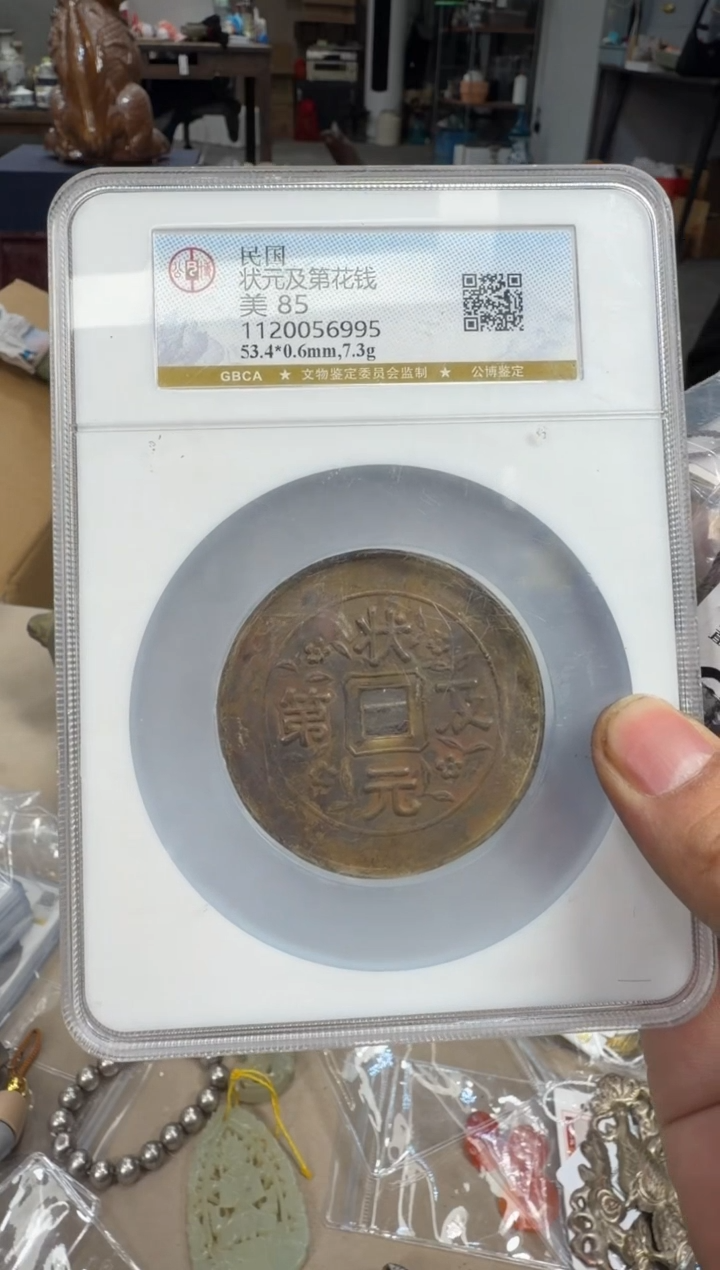 民国
状元及第花钱
美 85
1120056995
53.4*0.6mm,7.3g
GBCA ★ 文物鉴定委员会监制 ★ 公博鉴定
状元及第